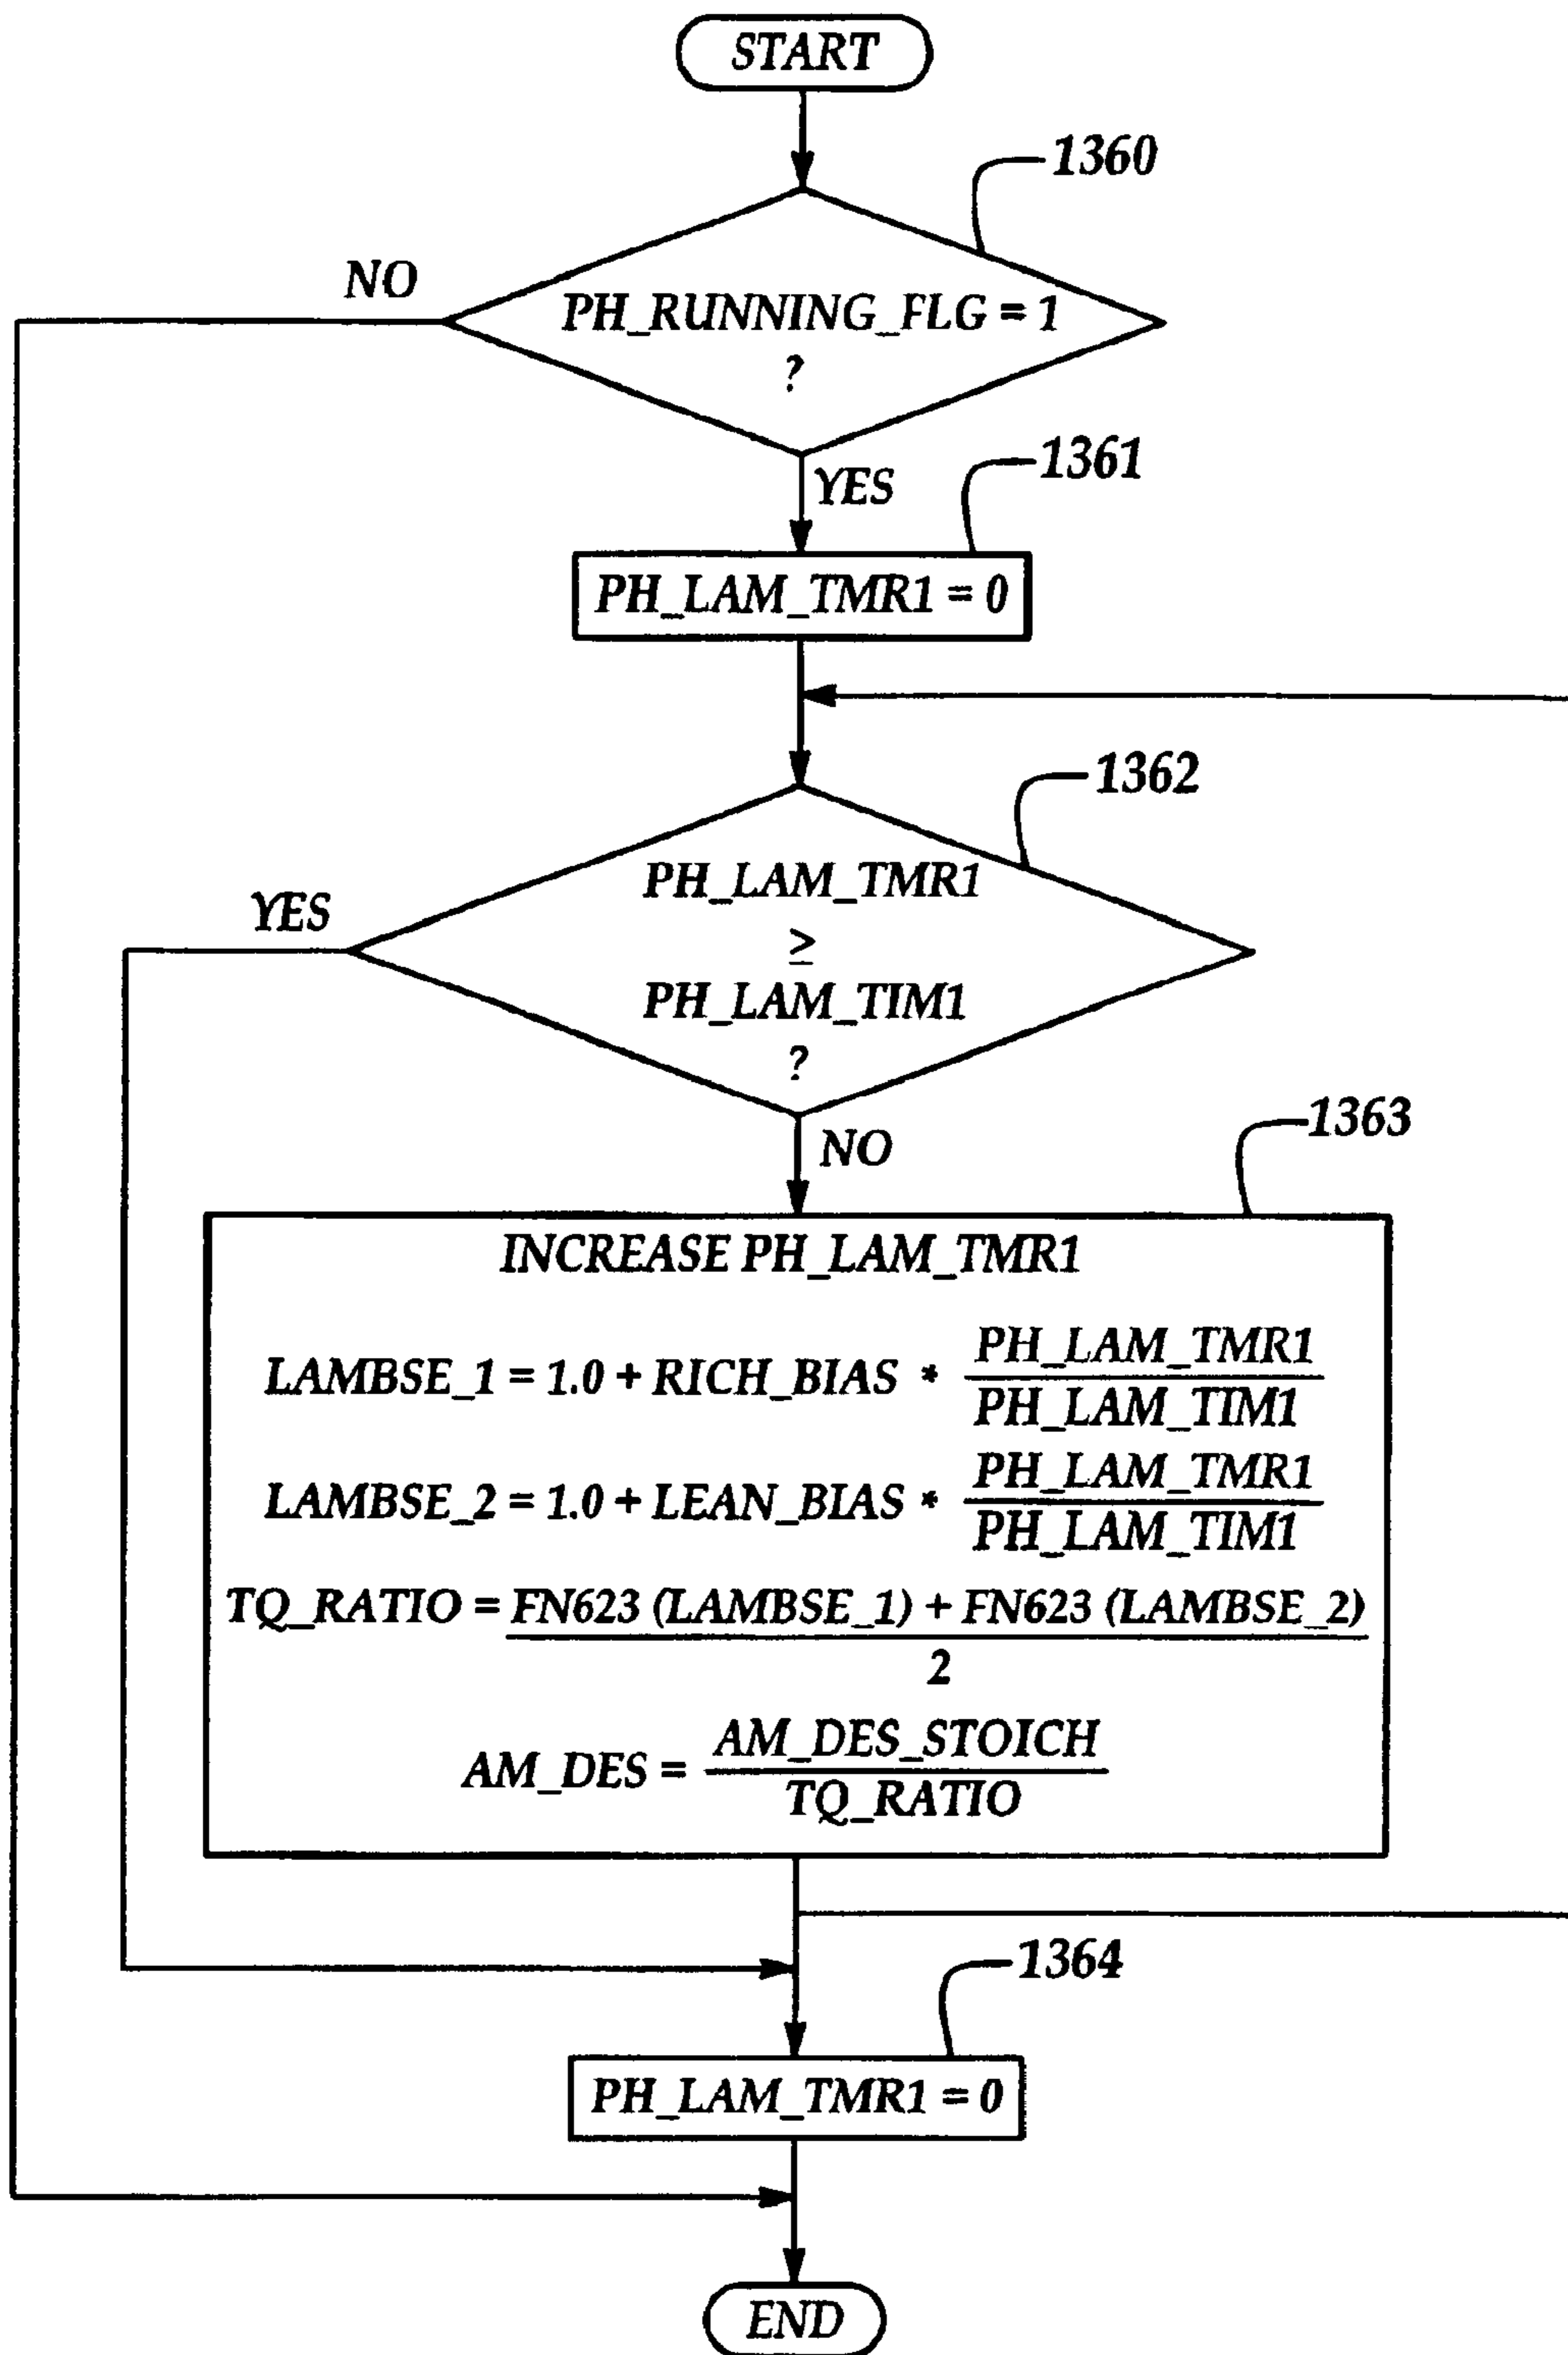 START
1360
NO
PH_RUNNING_FLG = 1
?
1361
YES
PH_LAM_TMR1 = 0
1362
YES
PH_LAM_TMR1
≥
PH_LAM_TIM1
?
NO
1363
INCREASE PH_LAM_TMR1
LAMBSE_1 = 1.0 + RICH_BIAS * PH_LAM_TMR1
PH_LAM_TIM1
LAMBSE_2 = 1.0 + LEAN_BIAS * PH_LAM_TMR1
PH_LAM_TIM1
TQ_RATIO = FN623 (LAMBSE_1) + FN623 (LAMBSE_2)
2
AM_DES = AM_DES_STOICH
TQ_RATIO
1364
PH_LAM_TMR1 = 0
END